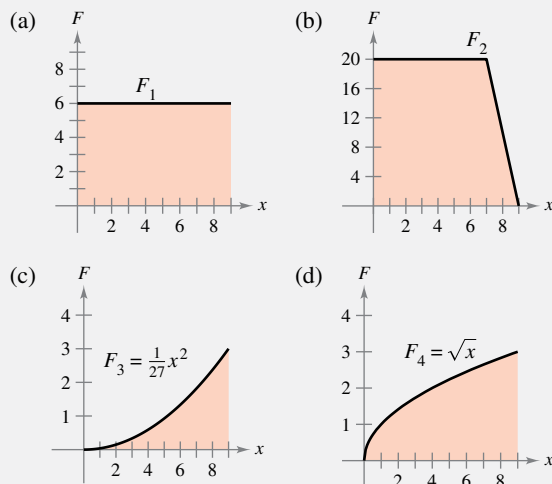 (a)
F
8
6
4
2
F₁
2 4 6 8 x
(b)
F
20
16
12
8
4
F₂
2 4 6 8 x
(c)
F
4
3
2
1
F₃ = 1/27 x²
2 4 6 8 x
(d)
F
4
3
2
1
F₄ = √x
2 4 6 8 x